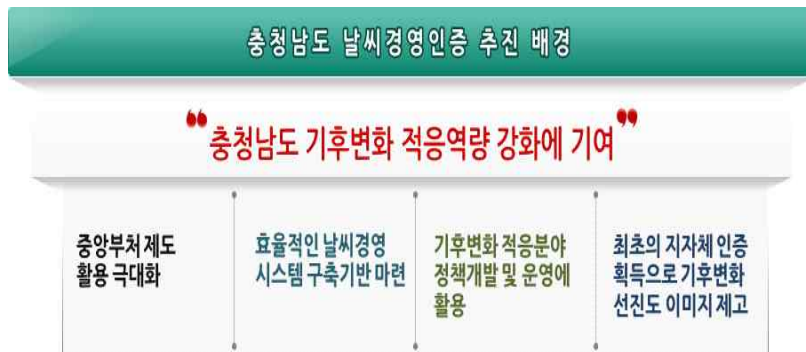 충청남도 날씨경영인증 추진 배경
“충청남도 기후변화 적응역량 강화에 기여”
중앙부처 제도
활용 극대화
효율적인 날씨경영
시스템 구축기반 마련
기후변화 적응분야
정책개발 및 운영에
활용
최초의 지자체 인증
획득으로 기후변화
선진도 이미지 제고